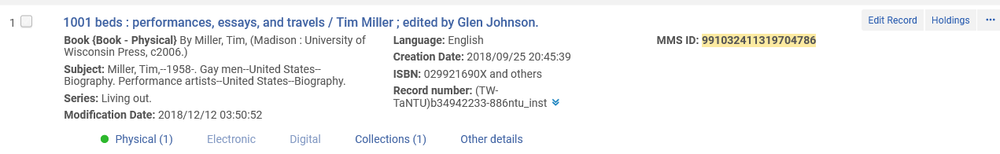 1
1001 beds : performances, essays, and travels / Tim Miller ; edited by Glen Johnson.
Edit Record
Holdings
Book {Book - Physical} By Miller, Tim, (Madison : University of
Wisconsin Press, c2006.)
Subject: Miller, Tim,--1958-. Gay men--United States--
Biography. Performance artists--United States--Biography.
Series: Living out.
Modification Date: 2018/12/12 03:50:52
Language: English
Creation Date: 2018/09/25 20:45:39
ISBN: 029921690X and others
Record number: (TW-
TaNTU)b34942233-886ntu_inst
MMS ID: 991032411319704786
Physical (1)
Electronic
Digital
Collections (1)
Other details